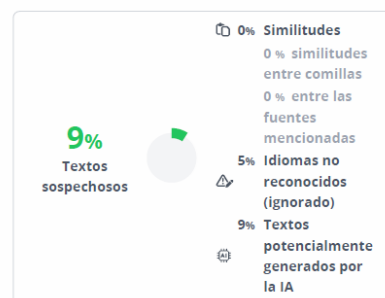 9%
Textos
sospechosos
0% Similitudes
0 % similitudes
entre comillas
0 % entre las
fuentes
mencionadas
5% Idiomas no
reconocidos
(ignorado)
9% Textos
potencialmente
generados por
la IA
AI